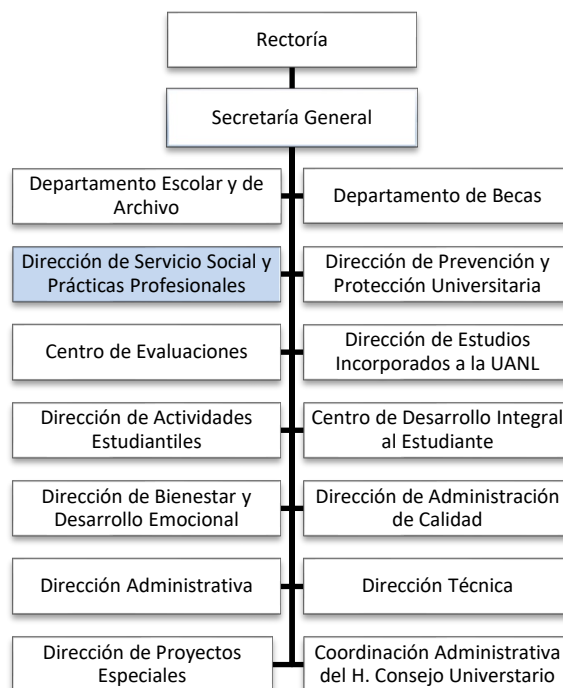 Rectoría
Secretaría General
Departamento Escolar y de
Archivo
Departamento de Becas
Dirección de Servicio Social y
Prácticas Profesionales
Dirección de Prevención y
Protección Universitaria
Centro de Evaluaciones
Dirección de Estudios
Incorporados a la UANL
Dirección de Actividades
Estudiantiles
Centro de Desarrollo Integral
al Estudiante
Dirección de Bienestar y
Desarrollo Emocional
Dirección de Administración
de Calidad
Dirección Administrativa
Dirección Técnica
Dirección de Proyectos
Especiales
Coordinación Administrativa
del H. Consejo Universtario